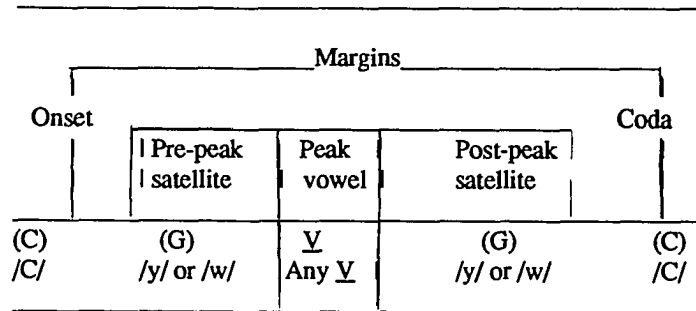 Margins
Onset Coda
Pre-peak Peak Post-peak
satellite vowel satellite
(C) (G) V (G) (C)
/C/ /y/ or /w/ Any V /y/ or /w/ /C/